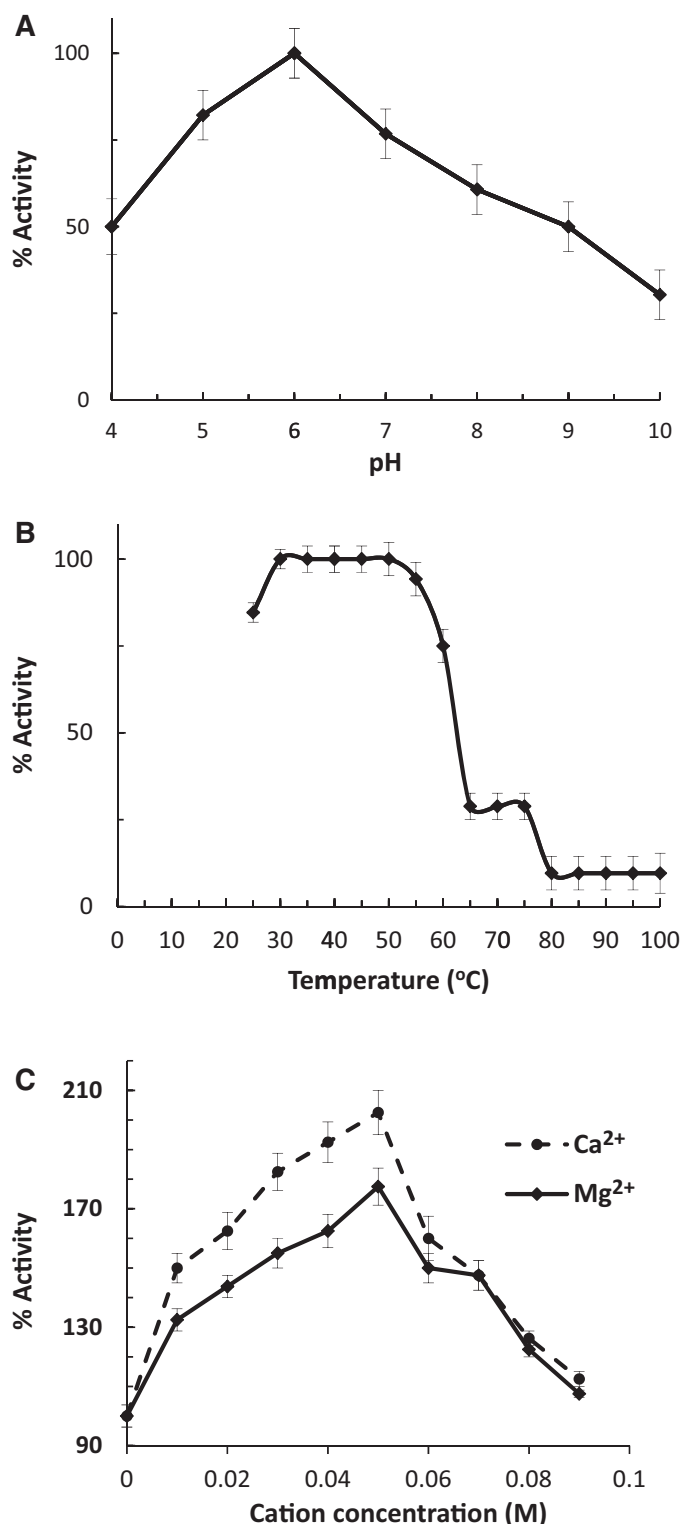 A
100
50
0
% Activity
4 5 6 7 8 9 10
pH
B
100
50
0
% Activity
0 10 20 30 40 50 60 70 80 90 100
Temperature (°C)
C
210
170
130
90
% Activity
Ca²⁺
Mg²⁺
0 0.02 0.04 0.06 0.08 0.1
Cation concentration (M)